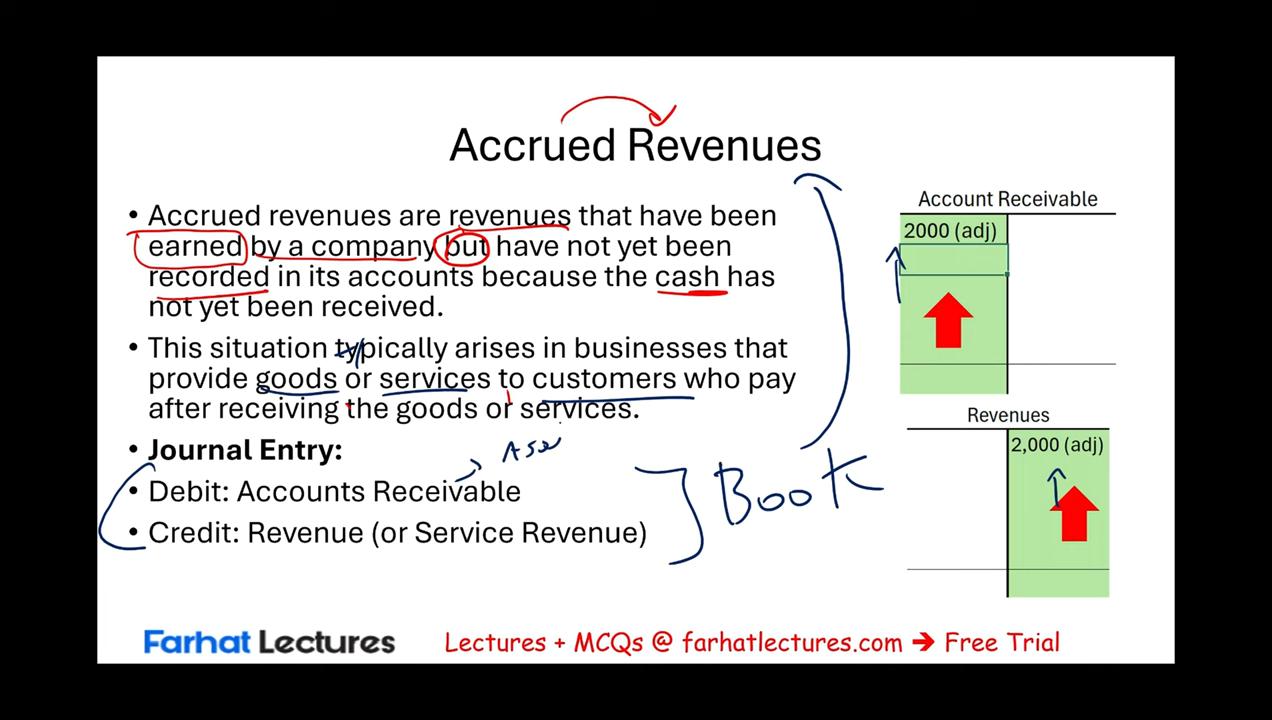 Accrued Revenues
• Accrued revenues are revenues that have been
earned by a company but have not yet been
recorded in its accounts because the cash has
not yet been received.
• This situation typically arises in businesses that
provide goods or services to customers who pay
after receiving the goods or services.
• Journal Entry:
• Debit: Accounts Receivable
• Credit: Revenue (or Service Revenue)
Book
Account Receivable
2000 (adj)
Revenues
2,000 (adj)
Farhat Lectures
Lectures + MCQs @ farhatlectures.com → Free Trial